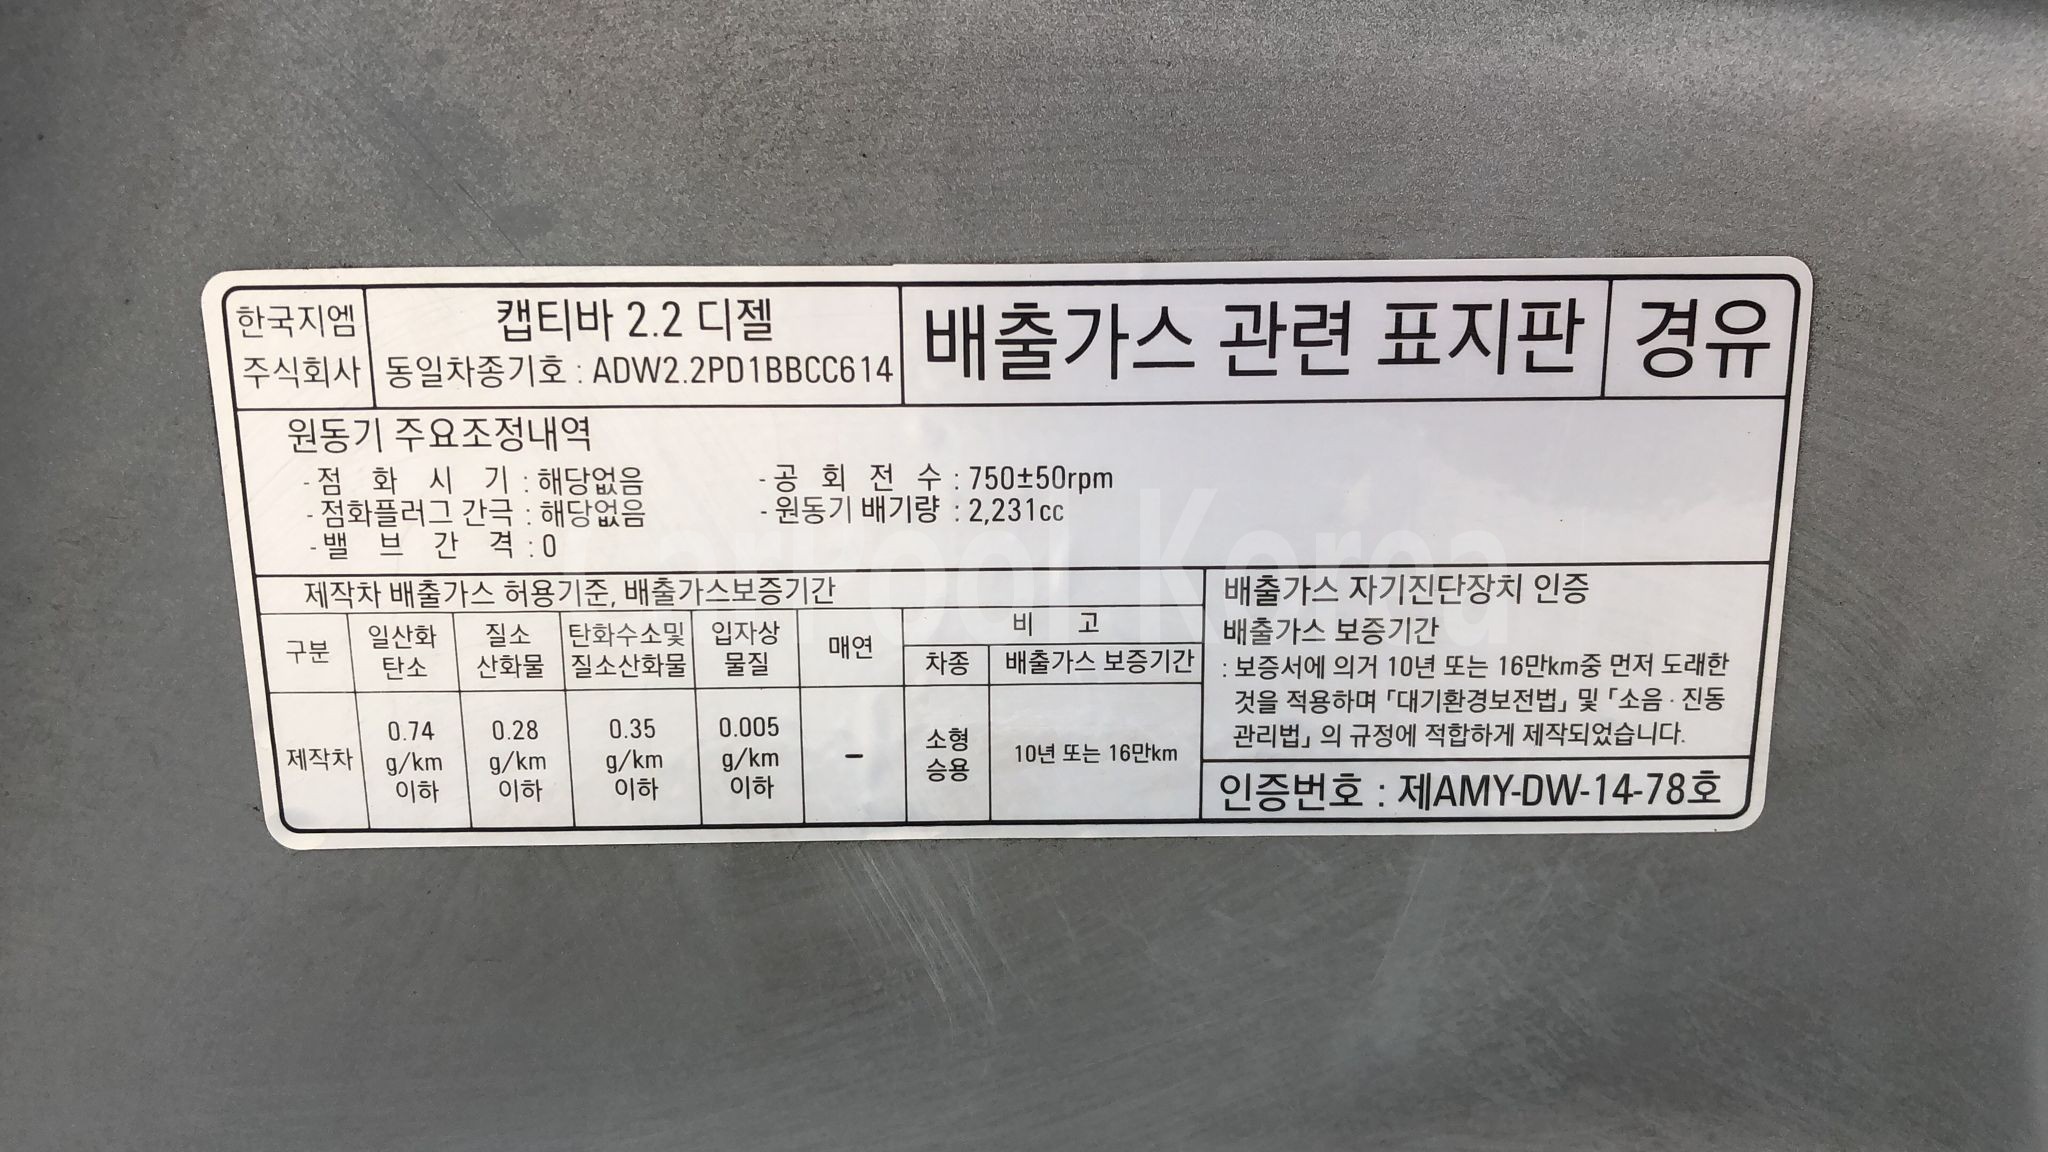 한국지엠
주식회사
캡티바 2.2 디젤
동일차종기호 : ADW2.2PD1BBCC614
배출가스 관련 표지판
경유
원동기 주요조정내역
- 점 화 시 기 : 해당없음
- 점화플러그 간극 : 해당없음
- 밸 브 간 격 : 0
- 공 회 전 수 : 750±50rpm
- 원동기 배기량 : 2,231cc
제작차 배출가스 허용기준, 배출가스보증기간
구분
일산화
탄소
질소
산화물
탄화수소및
질소산화물
입자상
물질
매연
비 고
차종
배출가스 보증기간
제작차
0.74
g/km
이하
0.28
g/km
이하
0.35
g/km
이하
0.005
g/km
이하
–
소형
승용
10년 또는 16만km
배출가스 자기진단장치 인증
배출가스 보증기간
: 보증서에 의거 10년 또는 16만km중 먼저 도래한
것을 적용하며 「대기환경보전법」 및 「소음 · 진동
관리법」 의 규정에 적합하게 제작되었습니다.
인증번호 : 제AMY-DW-14-78호
CarPool Korea